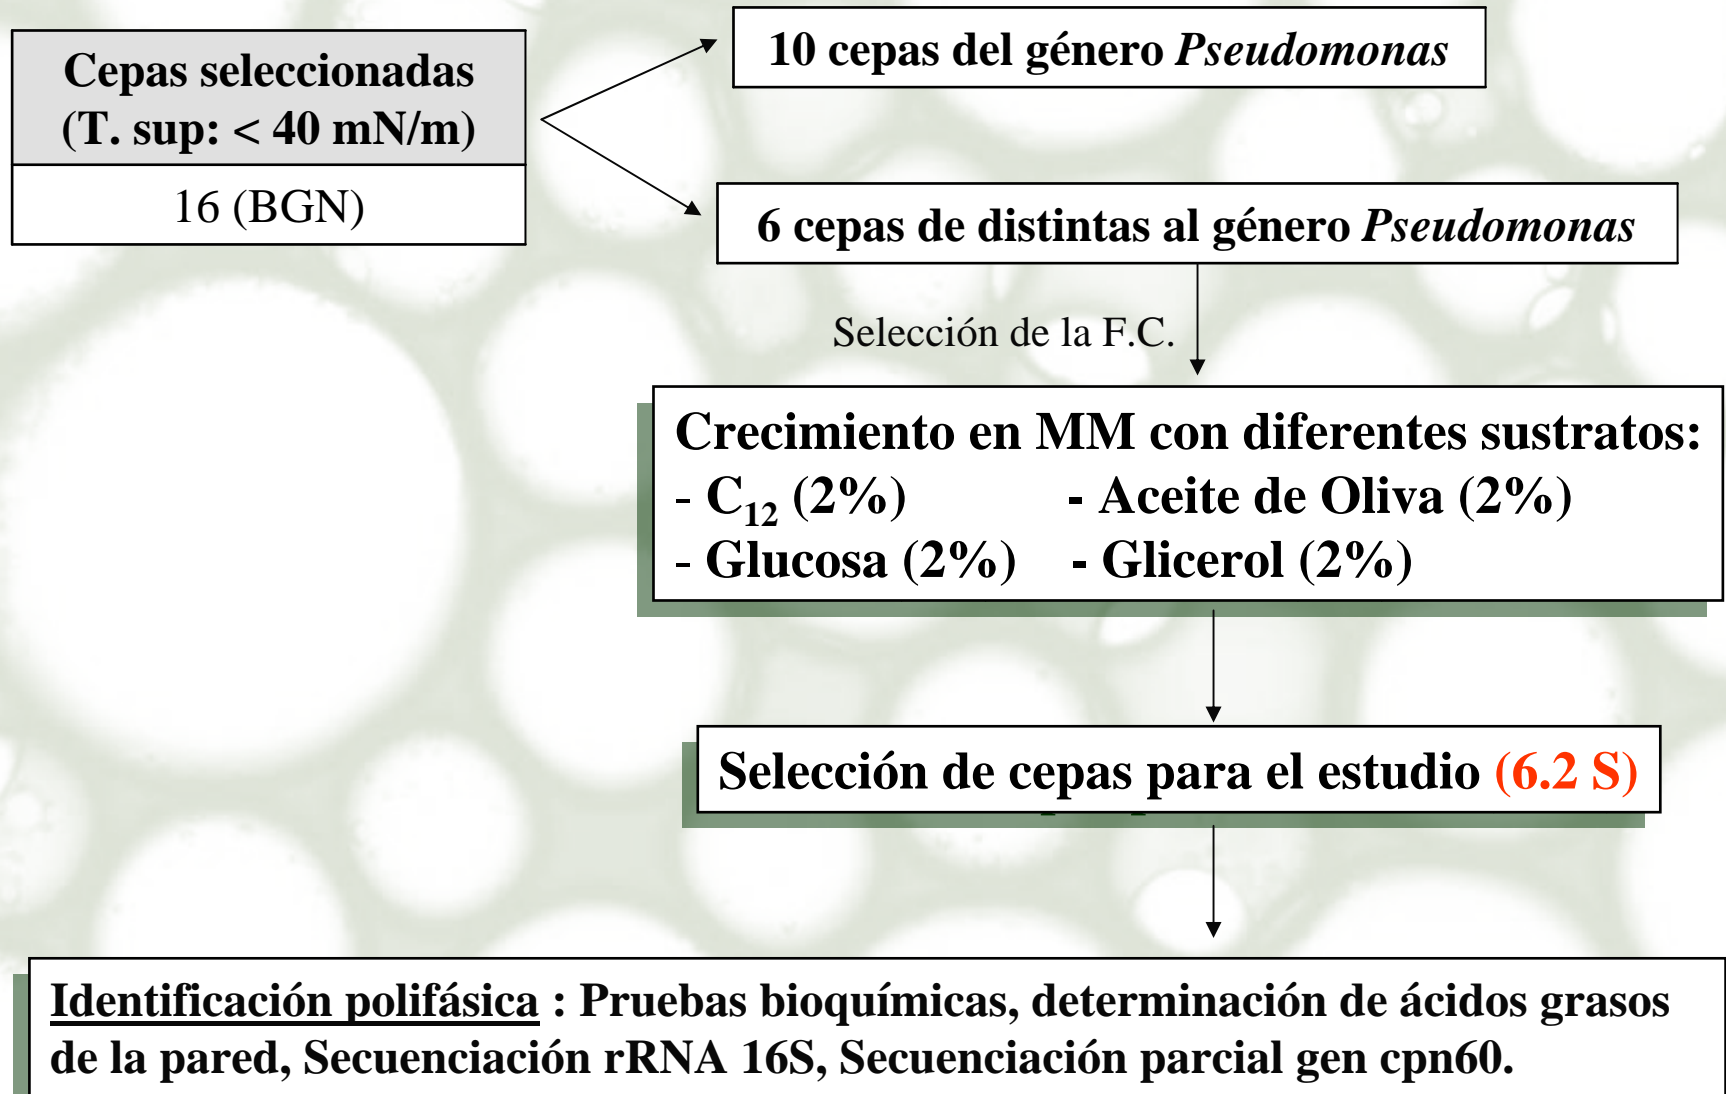 Cepas seleccionadas
(T. sup: < 40 mN/m)
16 (BGN)
10 cepas del género Pseudomonas
6 cepas de distintas al género Pseudomonas
Selección de la F.C.
Crecimiento en MM con diferentes sustratos:
- C12 (2%) - Aceite de Oliva (2%)
- Glucosa (2%) - Glicerol (2%)
Selección de cepas para el estudio (6.2 S)
Identificación polifásica : Pruebas bioquímicas, determinación de ácidos grasos
de la pared, Secuenciación rRNA 16S, Secuenciación parcial gen cpn60.